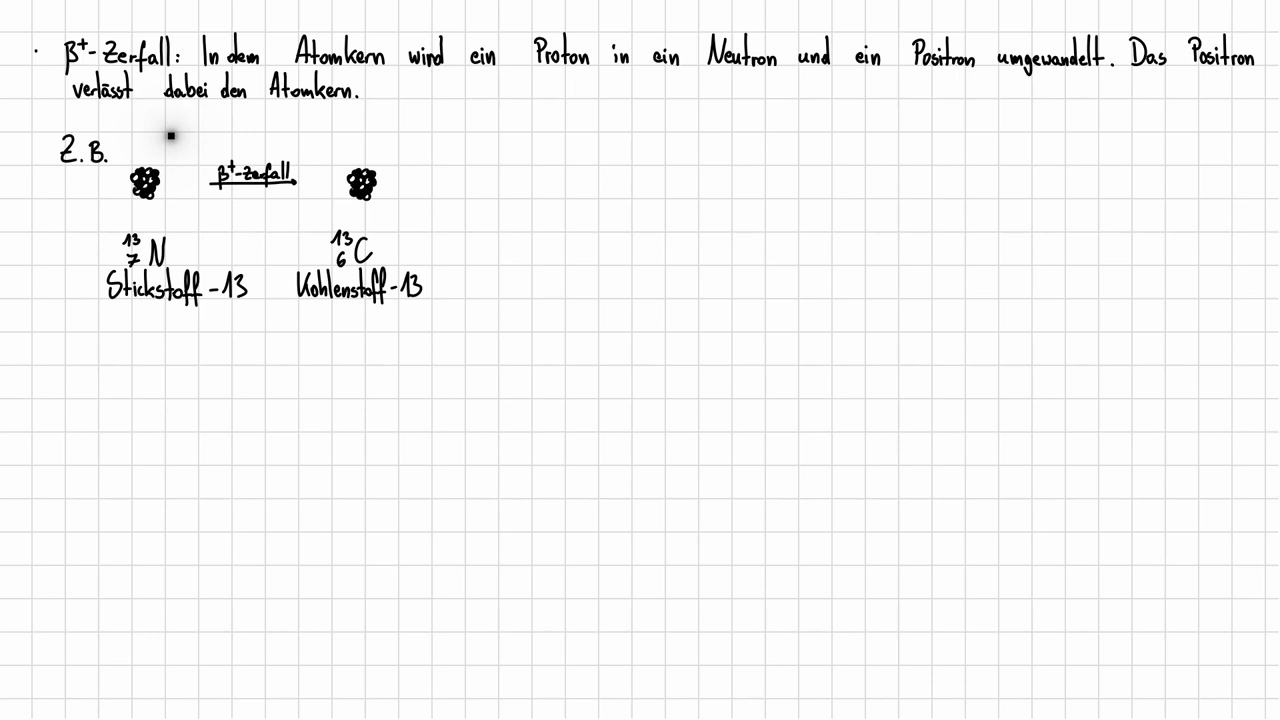 · β⁺-Zerfall: In dem Atomkern wird ein Proton in ein Neutron und ein Positron umgewandelt. Das Positron
verlässt dabei den Atomkern.
Z.B.
β⁺-Zerfall
¹³₇N ¹³₆C
Stickstoff-13 Kohlenstoff-13